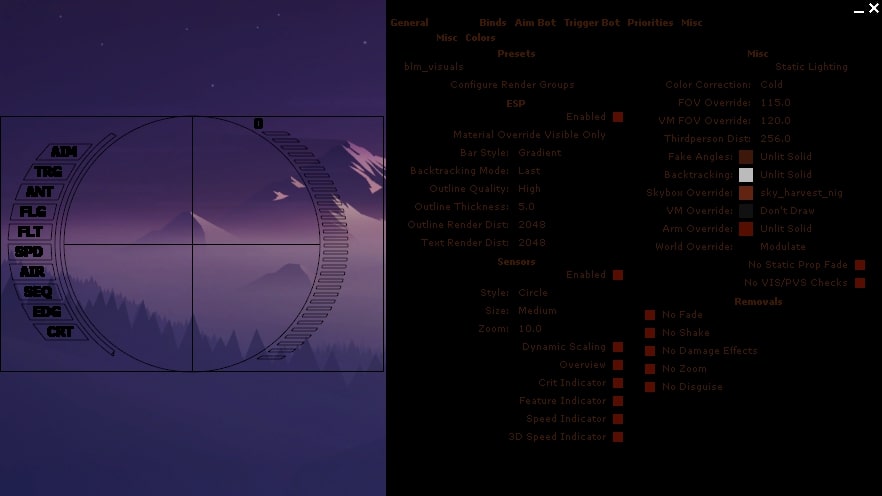 General Binds Aim Bot Trigger Bot Priorities Misc
Misc Colors
Presets
blm_visuals
Configure Render Groups
ESP
Enabled
Material Override Visible Only
Bar Style: Gradient
Backtracking Mode: Last
Outline Quality: High
Outline Thickness: 5.0
Outline Render Dist: 2048
Text Render Dist: 2048
Sensors
Enabled
Style: Circle
Size: Medium
Zoom: 10.0
Dynamic Scaling
Overview
Crit Indicator
Feature Indicator
Speed Indicator
3D Speed Indicator
Misc
Static Lighting
Color Correction: Cold
FOV Override: 115.0
VM FOV Override: 120.0
Thirdperson Dist: 256.0
Fake Angles: Unlit Solid
Backtracking: Unlit Solid
Skybox Override: sky_harvest_nig
VM Override: Don't Draw
Arm Override: Unlit Solid
World Override: Modulate
No Static Prop Fade
No VIS/PVS Checks
Removals
No Fade
No Shake
No Damage Effects
No Zoom
No Disguise
0
AIM
TRG
ANT
FLG
FLT
SPD
AIR
SEQ
EDG
CRT